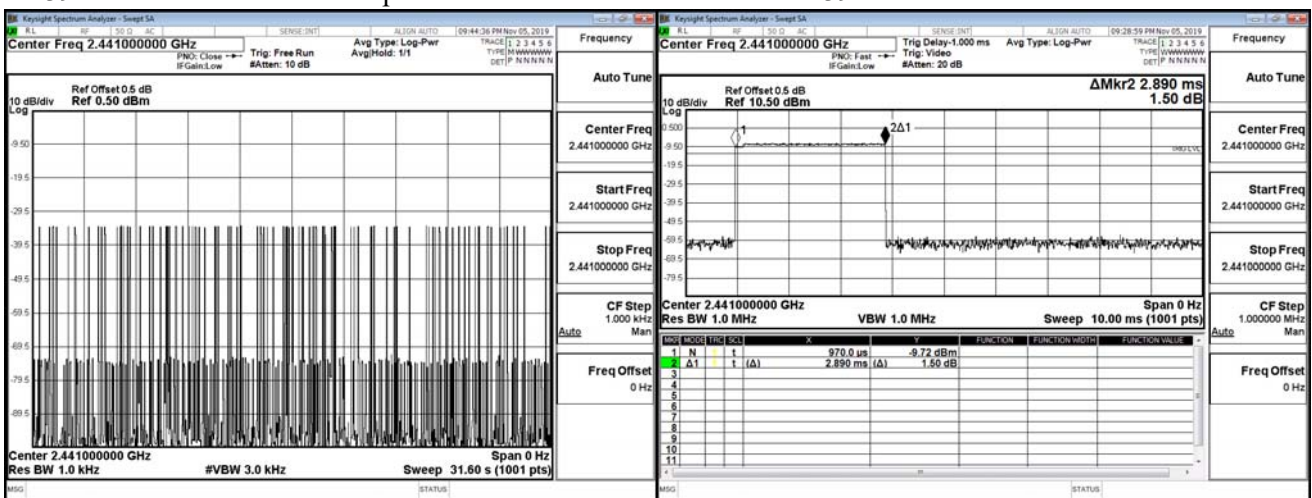 Keysight Spectrum Analyzer - Swept SA
RL RF 50 Ω AC SENSE:INT ALIGN AUTO 09:44:36 PM Nov 05, 2019
Center Freq 2.441000000 GHz
PNO: Close
IFGain:Low
Trig: Free Run
#Atten: 10 dB
Avg Type: Log-Pwr
Avg|Hold: 1/1
TRACE 1 2 3 4 5 6
TYPE MWWWWW
DET P NNNNN
Ref Offset 0.5 dB
10 dB/div Ref 0.50 dBm
Log
-9.50
-19.5
-29.5
-39.5
-49.5
-59.5
-69.5
-79.5
-89.5
Center 2.441000000 GHz Span 0 Hz
Res BW 1.0 kHz #VBW 3.0 kHz Sweep 31.60 s (1001 pts)
MSG STATUS
Frequency
Auto Tune
Center Freq
2.441000000 GHz
Start Freq
2.441000000 GHz
Stop Freq
2.441000000 GHz
CF Step
1.000 kHz
Auto Man
Freq Offset
0 Hz
Keysight Spectrum Analyzer - Swept SA
RL RF 50 Ω AC SENSE:INT ALIGN AUTO 09:28:59 PM Nov 05, 2019
Center Freq 2.441000000 GHz
PNO: Fast
IFGain:Low
Trig Delay-1.000 ms
Trig: Video
#Atten: 20 dB
Avg Type: Log-Pwr
TRACE 1 2 3 4 5 6
TYPE WWWWWW
DET P NNNNN
ΔMkr2 2.890 ms
1.50 dB
Ref Offset 0.5 dB
10 dB/div Ref 10.50 dBm
Log
0.500
-9.50
-19.5
-29.5
-39.5
-49.5
-59.5
-69.5
-79.5
1
2Δ1
TRIG LVL
Center 2.441000000 GHz Span 0 Hz
Res BW 1.0 MHz VBW 1.0 MHz Sweep 10.00 ms (1001 pts)
MKR MODE TRC SCL X Y FUNCTION FUNCTION WIDTH FUNCTION VALUE
1 N 1 t 970.0 µs -9.72 dBm
2 Δ1 1 t (Δ) 2.890 ms (Δ) 1.50 dB
3
4
5
6
7
8
9
10
11
MSG STATUS
Frequency
Auto Tune
Center Freq
2.441000000 GHz
Start Freq
2.441000000 GHz
Stop Freq
2.441000000 GHz
CF Step
1.000000 MHz
Auto Man
Freq Offset
0 Hz